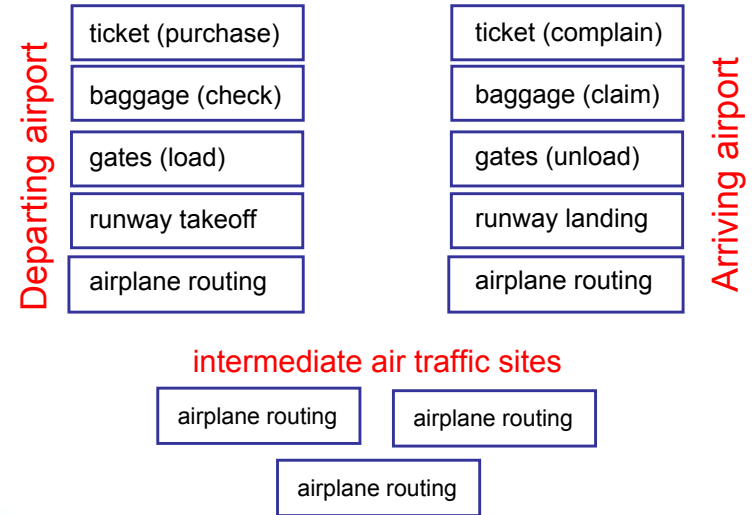 Departing airport
ticket (purchase)
baggage (check)
gates (load)
runway takeoff
airplane routing
ticket (complain)
baggage (claim)
gates (unload)
runway landing
airplane routing
Arriving airport
intermediate air traffic sites
airplane routing
airplane routing
airplane routing